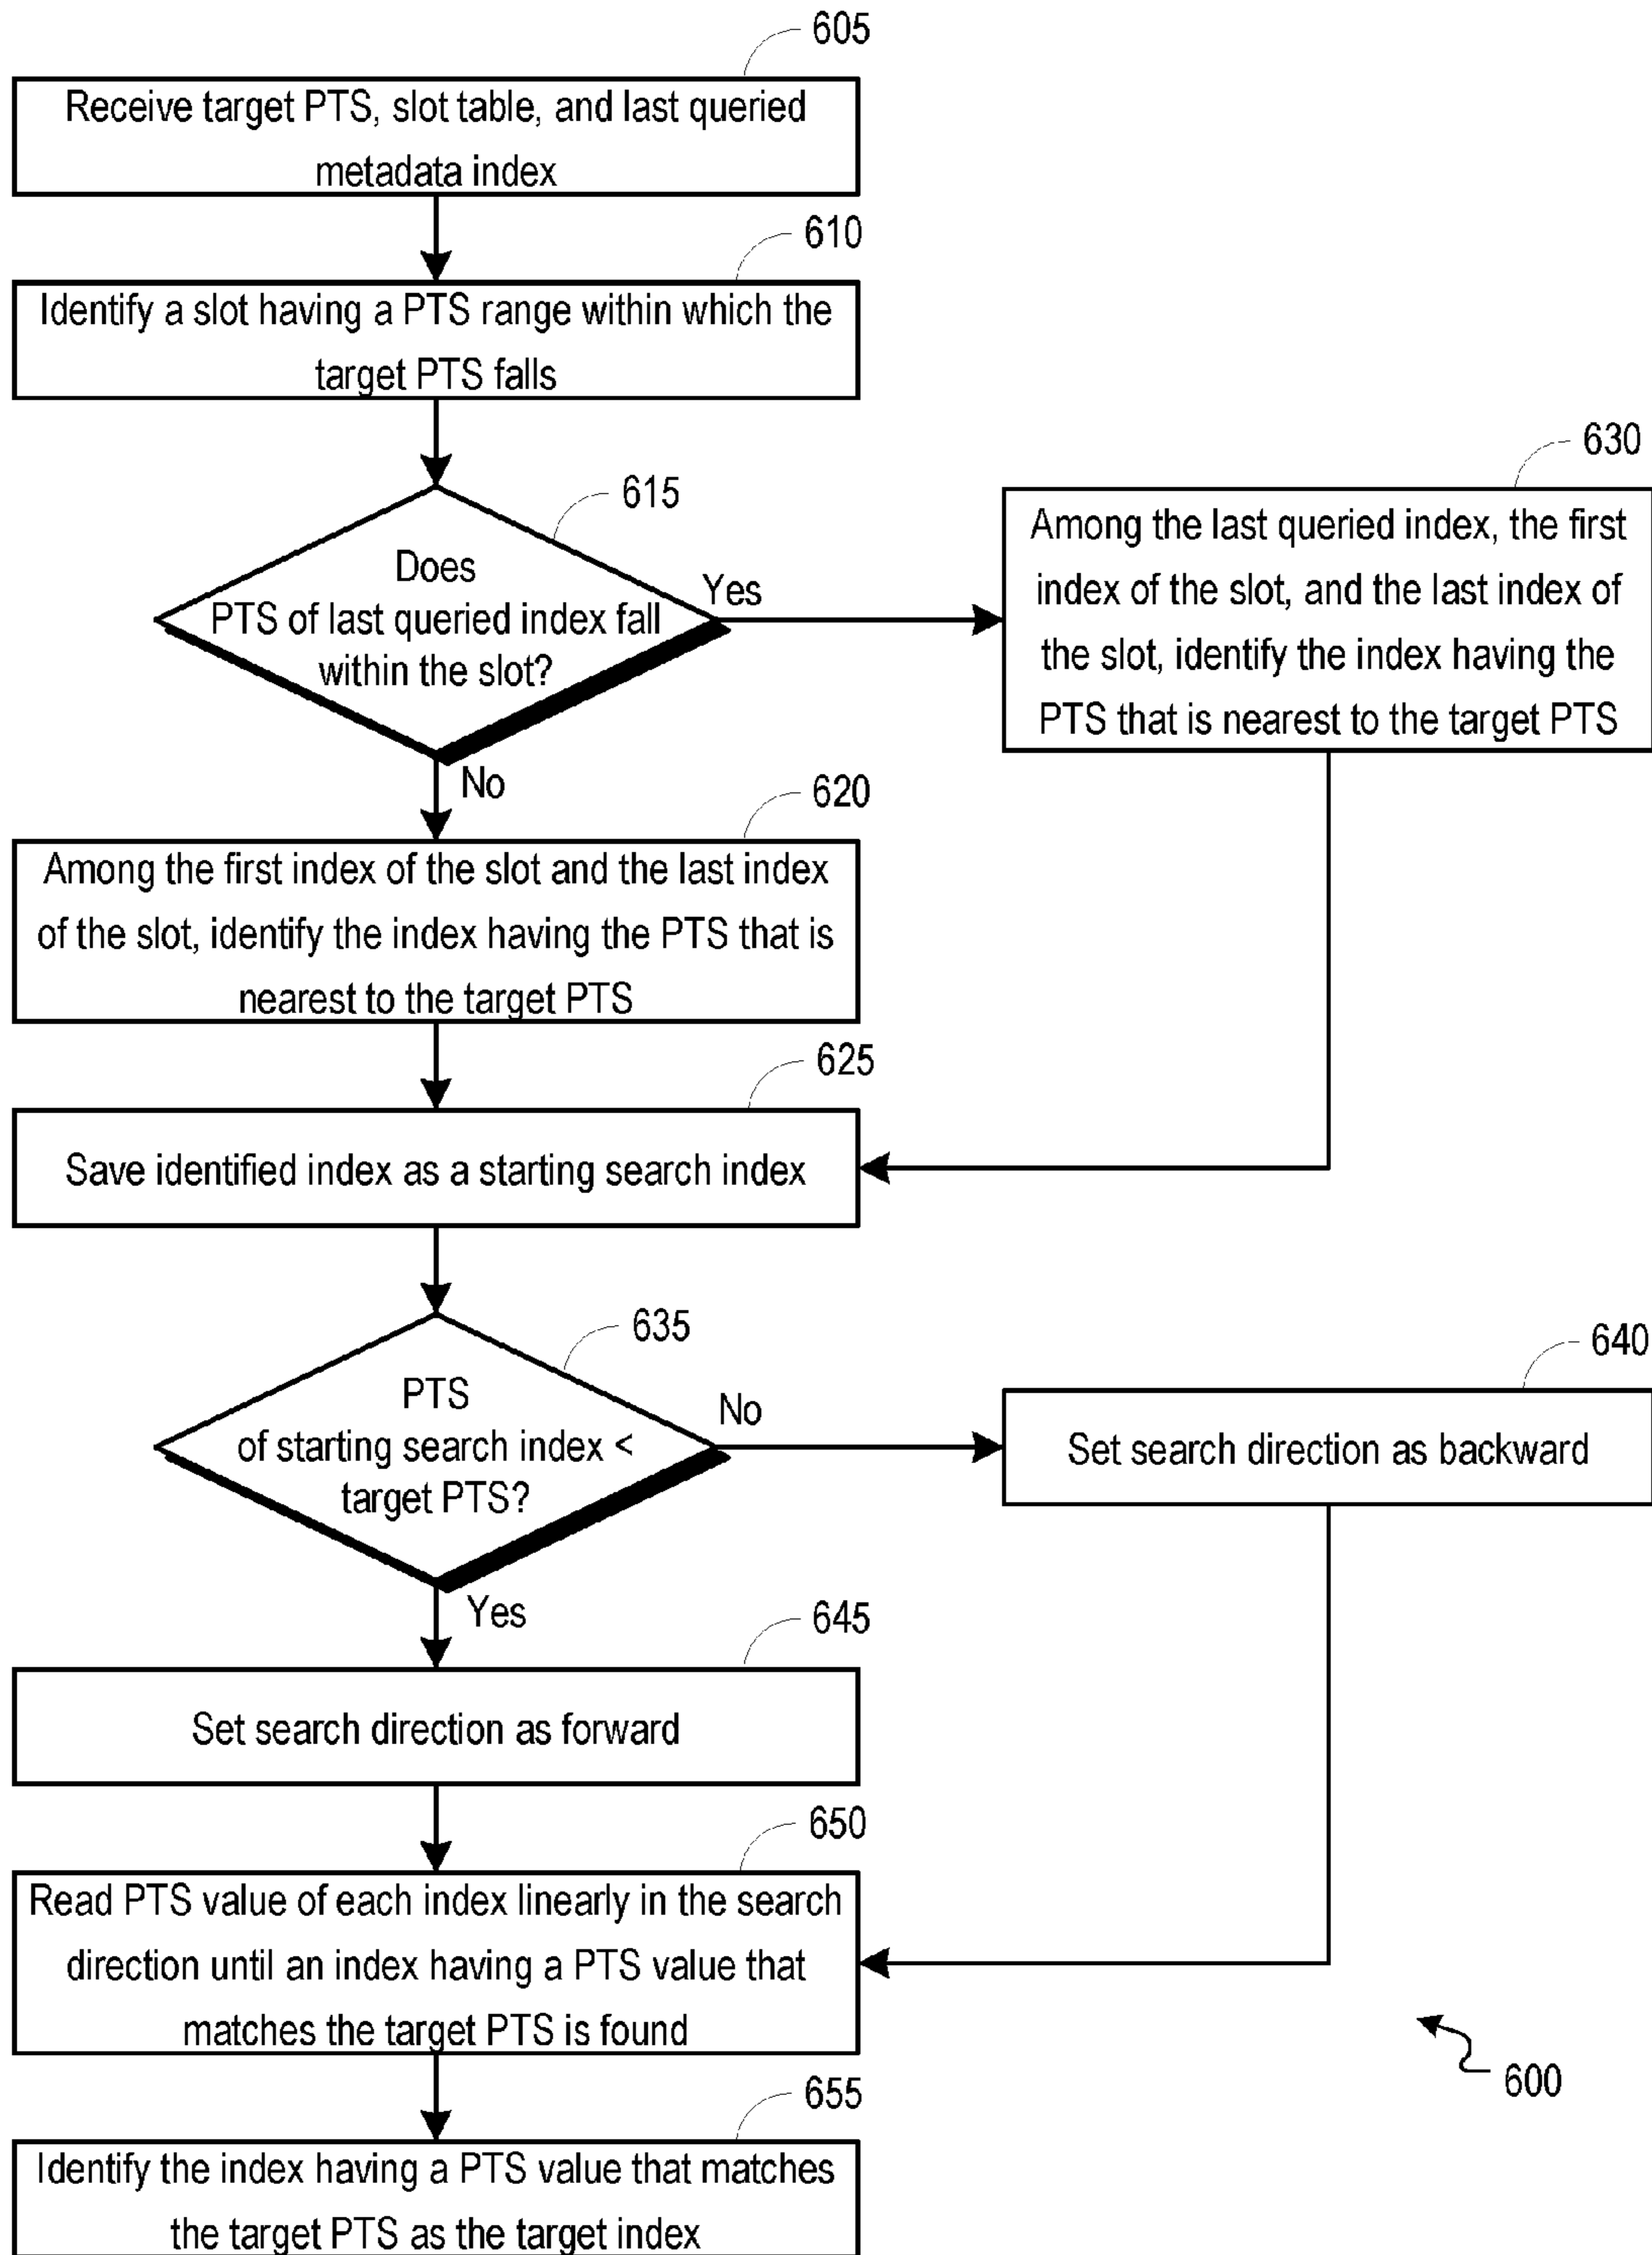 605
Receive target PTS, slot table, and last queried
metadata index
610
Identify a slot having a PTS range within which the
target PTS falls
615
Does
PTS of last queried index fall
within the slot?
Yes
630
Among the last queried index, the first
index of the slot, and the last index of
the slot, identify the index having the
PTS that is nearest to the target PTS
No
620
Among the first index of the slot and the last index
of the slot, identify the index having the PTS that is
nearest to the target PTS
625
Save identified index as a starting search index
635
PTS
of starting search index <
target PTS?
No
640
Set search direction as backward
Yes
645
Set search direction as forward
650
Read PTS value of each index linearly in the search
direction until an index having a PTS value that
matches the target PTS is found
600
655
Identify the index having a PTS value that matches
the target PTS as the target index